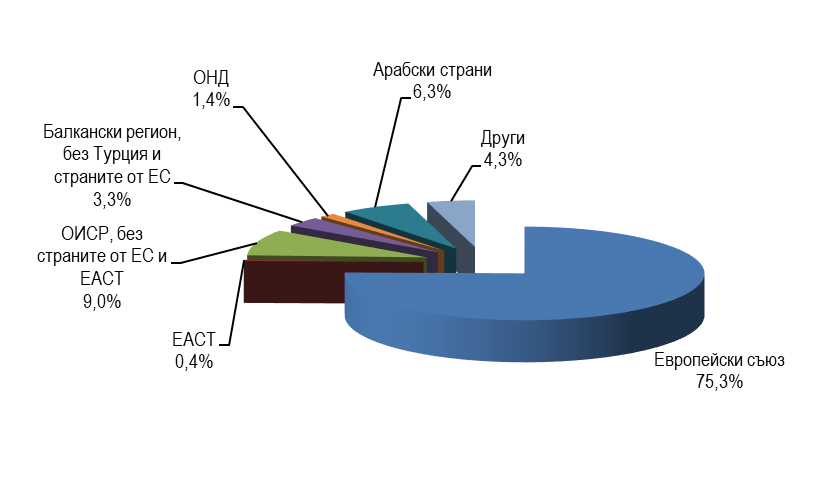 Арабски страни
6,3%
ОНД
1,4%
Други
4,3%
Балкански регион,
без Турция и
страните от ЕС
3,3%
ОИСР, без
страните от ЕС и
ЕАСТ
9,0%
ЕАСТ
0,4%
Европейски съюз
75,3%